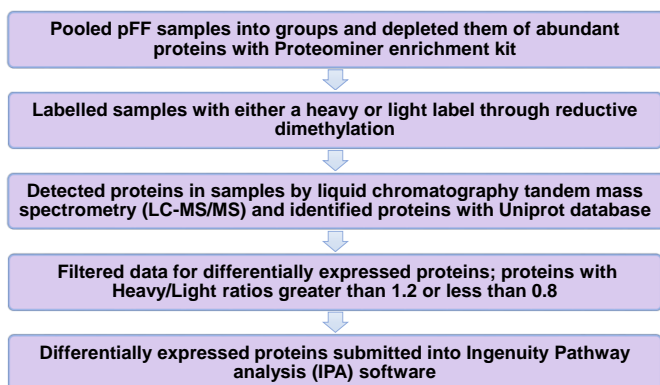 Pooled pFF samples into groups and depleted them of abundant
proteins with Proteominer enrichment kit
Labelled samples with either a heavy or light label through reductive
dimethylation
Detected proteins in samples by liquid chromatography tandem mass
spectrometry (LC-MS/MS) and identified proteins with Uniprot database
Filtered data for differentially expressed proteins; proteins with
Heavy/Light ratios greater than 1.2 or less than 0.8
Differentially expressed proteins submitted into Ingenuity Pathway
analysis (IPA) software